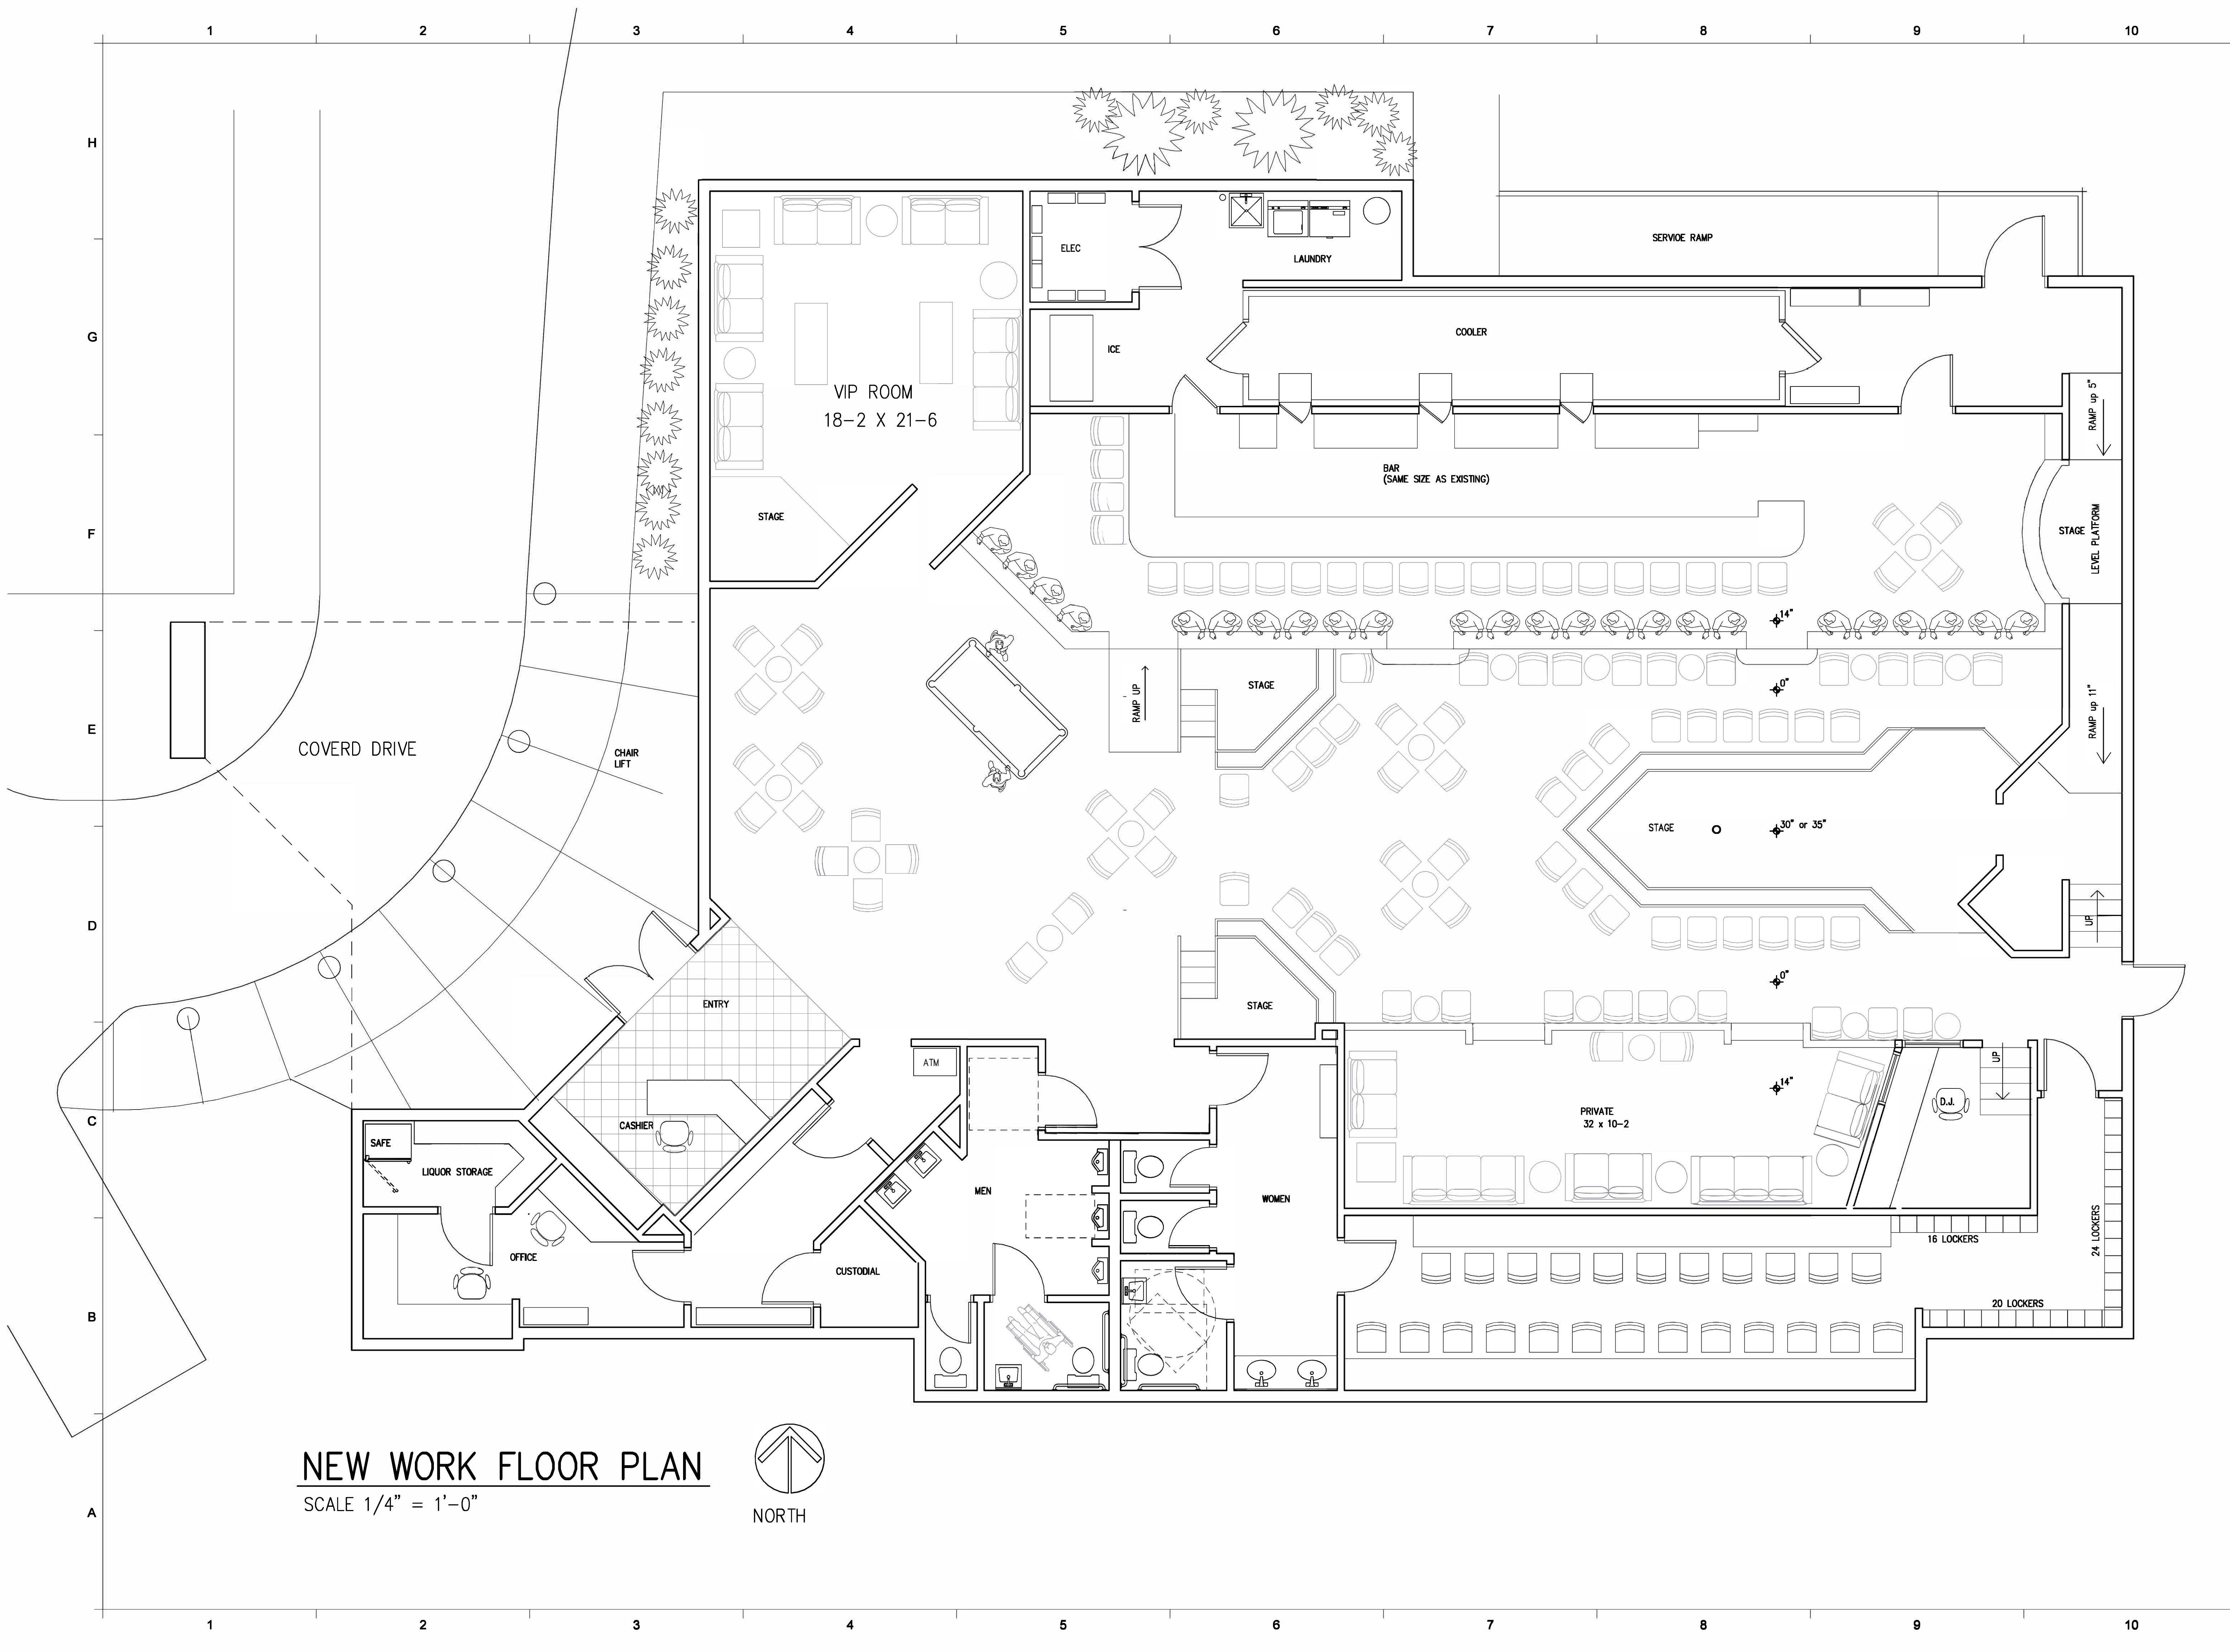 1 2 3 4 5 6 7 8 9 10
H
SERVIOE RAMP
ELEC
LAUNDRY
G
COOLER
ICE
VIP ROOM
18-2 X 21-6
RAMP up 5"
BAR
(SAME SIZE AS EXISTING)
STAGE
F
STAGE
LEVEL PLATFORM
14"
STAGE
0"
RAMP UP
RAMP up 11"
E
COVERD DRIVE
CHAIR
LIFT
STAGE
30" or 35"
D
UP
0"
ENTRY
STAGE
UP
ATM
14"
D.J.
C
PRIVATE
32 x 10-2
CASHIER
SAFE
LIQUOR STORAGE
MEN
WOMEN
16 LOCKERS
24 LOCKERS
OFFICE
CUSTODIAL
20 LOCKERS
B
NEW WORK FLOOR PLAN
SCALE 1/4" = 1'-0"
NORTH
A
1 2 3 4 5 6 7 8 9 10